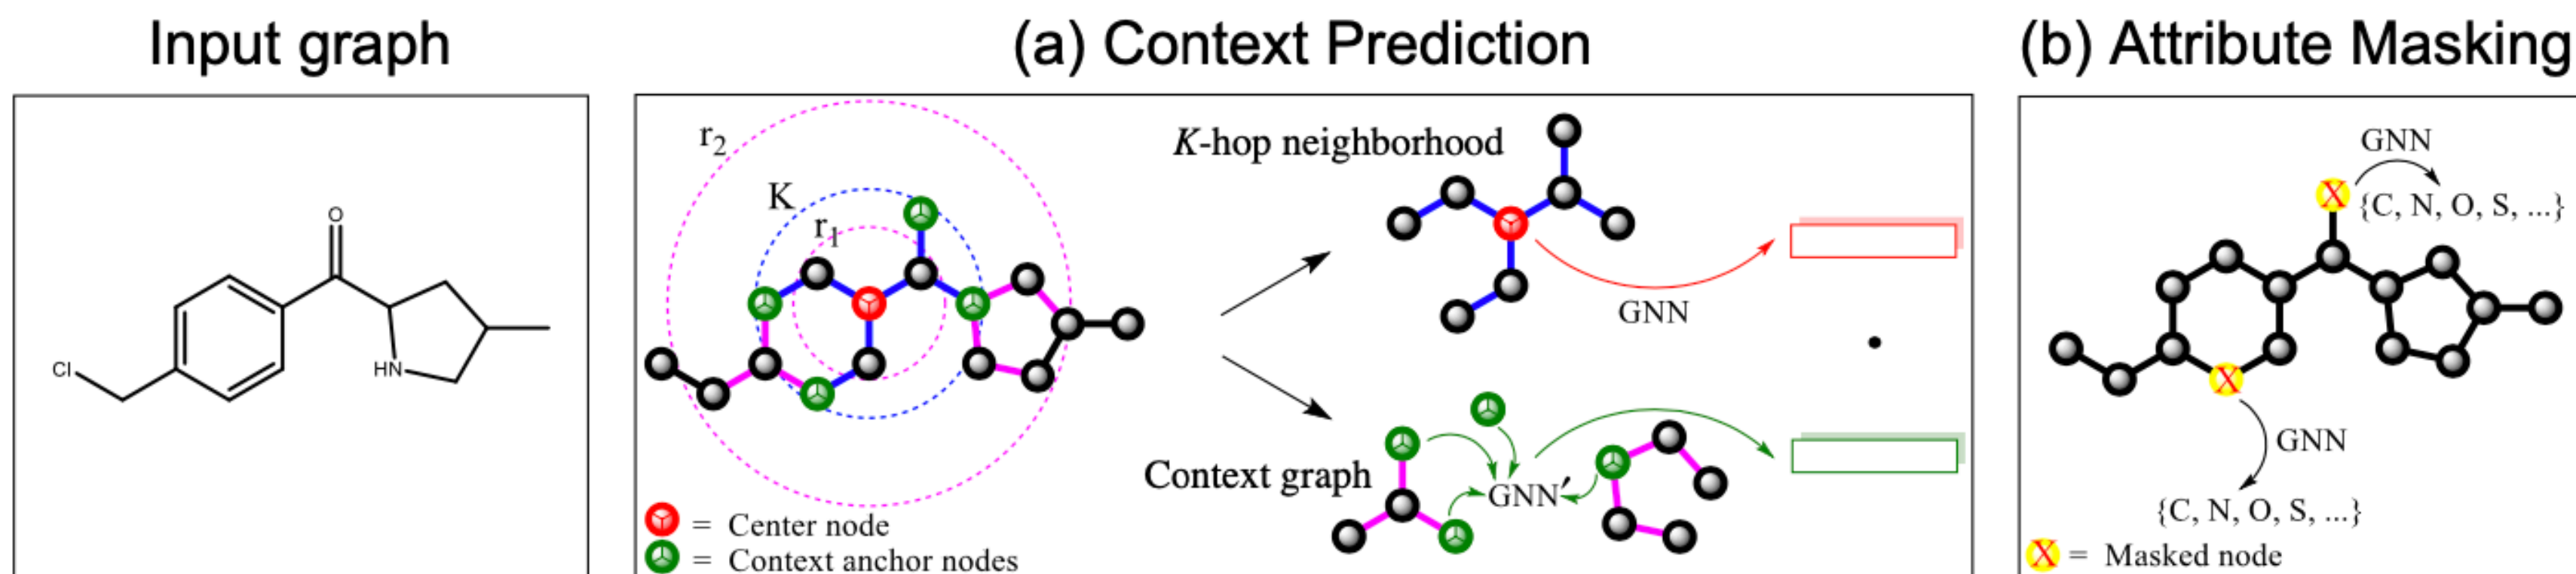 Input graph
(a) Context Prediction
(b) Attribute Masking
O
Cl
HN
r2
K
r1
K-hop neighborhood
GNN
Context graph
GNN′
= Center node
= Context anchor nodes
GNN
X
{C, N, O, S, ...}
X
GNN
{C, N, O, S, ...}
X = Masked node